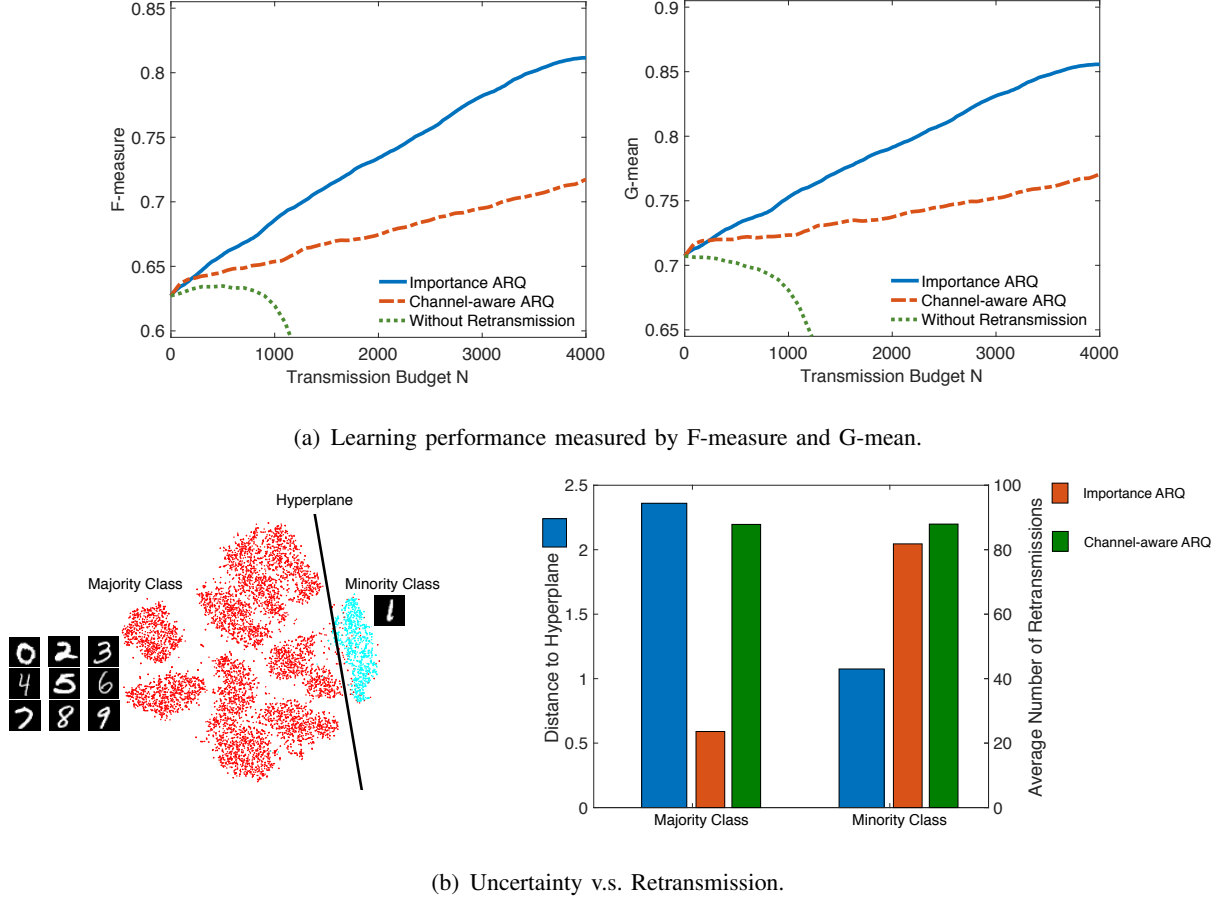 0.85
0.8
0.75
0.7
0.65
0.6
F-measure
0 1000 2000 3000 4000
Transmission Budget N
Importance ARQ
Channel-aware ARQ
Without Retransmission
0.9
0.85
0.8
0.75
0.7
0.65
G-mean
0 1000 2000 3000 4000
Transmission Budget N
Importance ARQ
Channel-aware ARQ
Without Retransmission
(a) Learning performance measured by F-measure and G-mean.
Hyperplane
Majority Class
Minority Class
1
0 2 3
4 5 6
7 8 9
2.5
2
1.5
1
0.5
0
Distance to Hyperplane
Majority Class Minority Class
100
80
60
40
20
0
Average Number of Retransmissions
Importance ARQ
Channel-aware ARQ
(b) Uncertainty v.s. Retransmission.